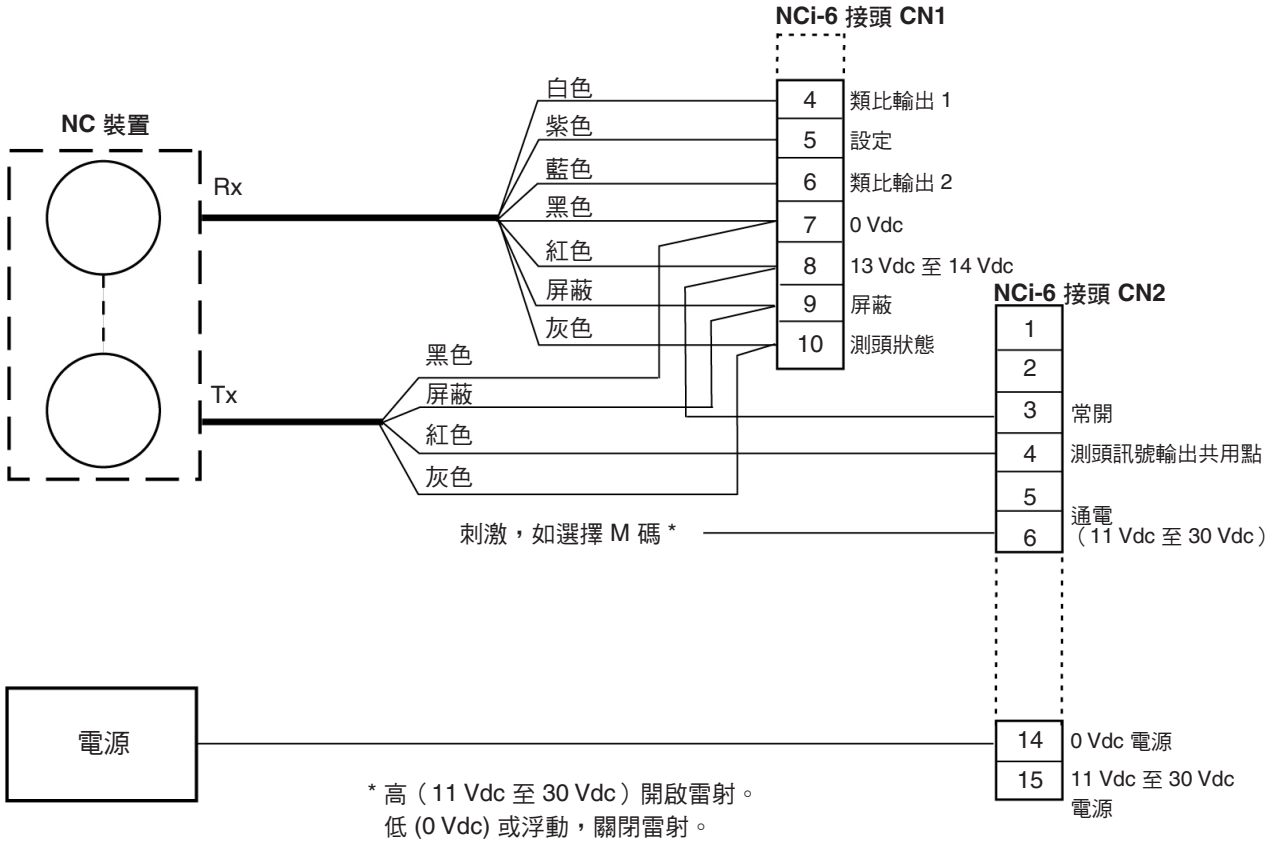 NCi-6 接頭 CN1
NC 裝置
Rx
白色
紫色
藍色
黑色
紅色
屏蔽
灰色
4 類比輸出 1
5 設定
6 類比輸出 2
7 0 Vdc
8 13 Vdc 至 14 Vdc
9 屏蔽
10 測頭狀態
Tx
黑色
屏蔽
紅色
灰色
NCi-6 接頭 CN2
1
2
3 常開
4 測頭訊號輸出共用點
5
6
通電
（11 Vdc 至 30 Vdc）
刺激，如選擇 M 碼 *
電源
14 0 Vdc 電源
15 11 Vdc 至 30 Vdc
電源
* 高（11 Vdc 至 30 Vdc）開啟雷射。
低 (0 Vdc) 或浮動，關閉雷射。